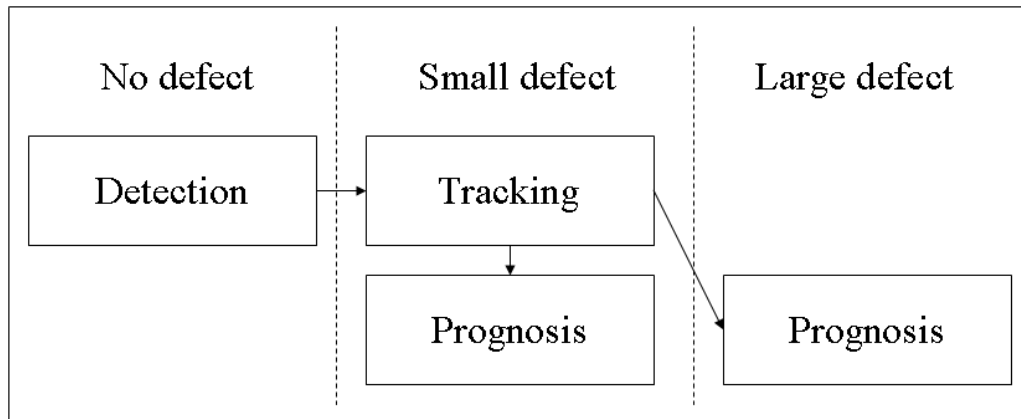 No defect
Small defect
Large defect
Detection
Tracking
Prognosis
Prognosis